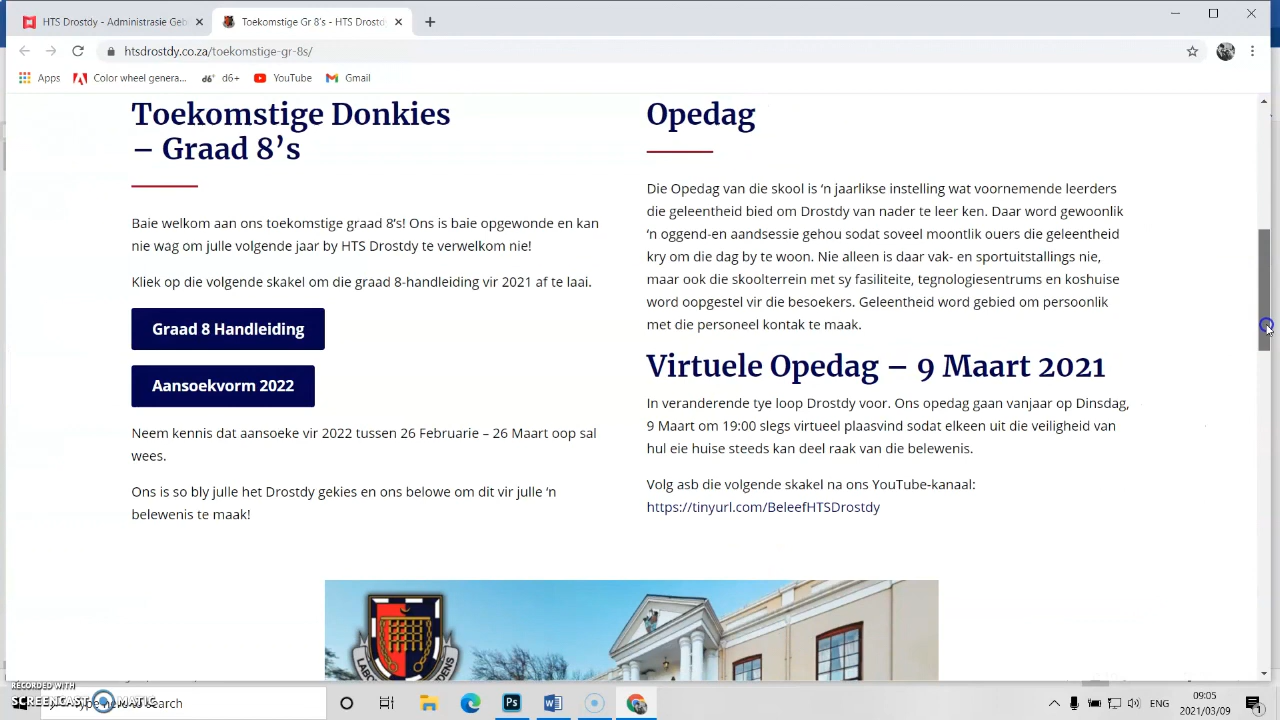 HTS Drostdy - Administrasie Geb
Toekomstige Gr 8's - HTS Drostd
htsdrostdy.co.za/toekomstige-gr-8s/
Apps
Color wheel genera...
d6+
d6+
YouTube
Gmail
Toekomstige Donkies
– Graad 8’s
Baie welkom aan ons toekomstige graad 8's! Ons is baie opgewonde en kan
nie wag om julle volgende jaar by HTS Drostdy te verwelkom nie!
Kliek op die volgende skakel om die graad 8-handleiding vir 2021 af te laai.
Graad 8 Handleiding
Aansoekvorm 2022
Neem kennis dat aansoeke vir 2022 tussen 26 Februarie – 26 Maart oop sal
wees.
Ons is so bly julle het Drostdy gekies en ons belowe om dit vir julle ‘n
belewenis te maak!
Opedag
Die Opedag van die skool is ‘n jaarlikse instelling wat voornemende leerders
die geleentheid bied om Drostdy van nader te leer ken. Daar word gewoonlik
‘n oggend-en aandsessie gehou sodat soveel moontlik ouers die geleentheid
kry om die dag by te woon. Nie alleen is daar vak- en sportuitstallings nie,
maar ook die skoolterrein met sy fasiliteite, tegnologiesentrums en koshuise
word oopgestel vir die besoekers. Geleentheid word gebied om persoonlik
met die personeel kontak te maak.
Virtuele Opedag – 9 Maart 2021
In veranderende tye loop Drostdy voor. Ons opedag gaan vanjaar op Dinsdag,
9 Maart om 19:00 slegs virtueel plaasvind sodat elkeen uit die veiligheid van
hul eie huise steeds kan deel raak van die belewenis.
Volg asb die volgende skakel na ons YouTube-kanaal:
https://tinyurl.com/BeleefHTSDrostdy
RECORDED WITH
SCREENCAST MATIC
search
Ps
W
ENG
09:05
2021/03/09
1